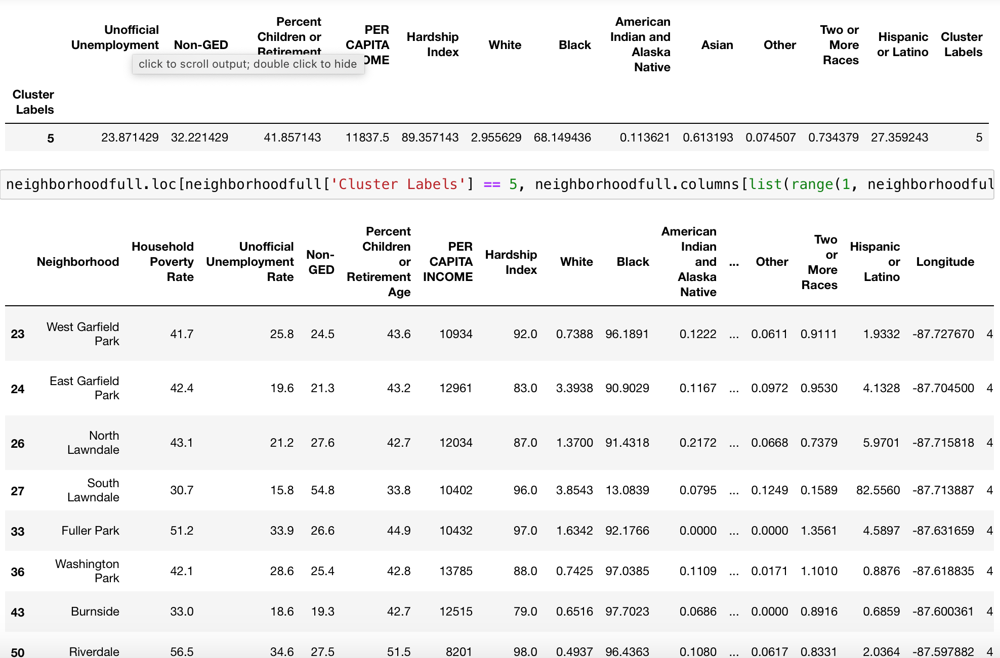 Unofficial Unemployment Non-GED Percent Children or Retirement PER CAPITA OME Hardship Index White Black American Indian and Alaska Native Asian Other Two or More Races Hispanic or Latino Cluster Labels
click to scroll output; double click to hide
Cluster Labels
5 23.871429 32.221429 41.857143 11837.5 89.357143 2.955629 68.149436 0.113621 0.613193 0.074507 0.734379 27.359243 5
neighborhoodfull.loc[neighborhoodfull['Cluster Labels'] == 5, neighborhoodfull.columns[list(range(1, neighborhoodful
Neighborhood Household Poverty Rate Unofficial Unemployment Rate Non-GED Percent Children or Retirement Age PER CAPITA INCOME Hardship Index White Black American Indian and Alaska Native ... Other Two or More Races Hispanic or Latino Longitude
23 West Garfield Park 41.7 25.8 24.5 43.6 10934 92.0 0.7388 96.1891 0.1222 ... 0.0611 0.9111 1.9332 -87.727670 4
24 East Garfield Park 42.4 19.6 21.3 43.2 12961 83.0 3.3938 90.9029 0.1167 ... 0.0972 0.9530 4.1328 -87.704500 4
26 North Lawndale 43.1 21.2 27.6 42.7 12034 87.0 1.3700 91.4318 0.2172 ... 0.0668 0.7379 5.9701 -87.715818 4
27 South Lawndale 30.7 15.8 54.8 33.8 10402 96.0 3.8543 13.0839 0.0795 ... 0.1249 0.1589 82.5560 -87.713887 4
33 Fuller Park 51.2 33.9 26.6 44.9 10432 97.0 1.6342 92.1766 0.0000 ... 0.0000 1.3561 4.5897 -87.631659 4
36 Washington Park 42.1 28.6 25.4 42.8 13785 88.0 0.7425 97.0385 0.1109 ... 0.0171 1.1010 0.8876 -87.618835 4
43 Burnside 33.0 18.6 19.3 42.7 12515 79.0 0.6516 97.7023 0.0686 ... 0.0000 0.8916 0.6859 -87.600361 4
50 Riverdale 56.5 34.6 27.5 51.5 8201 98.0 0.4937 96.4363 0.1080 ... 0.0617 0.8331 2.0364 -87.597882 4